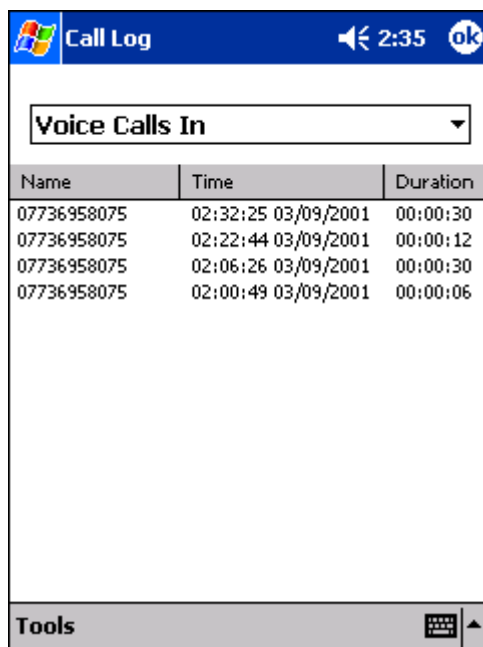 Call Log 2:35 ok
Voice Calls In
Name Time Duration
07736958075 02:32:25 03/09/2001 00:00:30
07736958075 02:22:44 03/09/2001 00:00:12
07736958075 02:06:26 03/09/2001 00:00:30
07736958075 02:00:49 03/09/2001 00:00:06
Tools